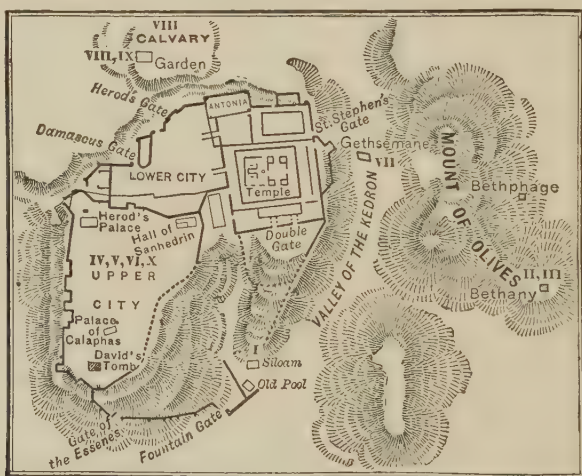 VIII
CALVARY
VIII, IX
Garden
Herod's Gate
ANTONIA
St. Stephen's
Gate
Damascus Gate
Gethsemane
VII
LOWER CITY
Temple
MOUNT OF OLIVES
Bethphage
Herod's
Palace
Hall of
Sanhedrin
Double
Gate
VALLEY OF THE KEDRON
IV, V, VI, X
UPPER
CITY
II, III
Bethany
Palace
of
Caiaphas
David's
Tomb
I
Siloam
Old Pool
Gate of
the Essenes
Fountain Gate